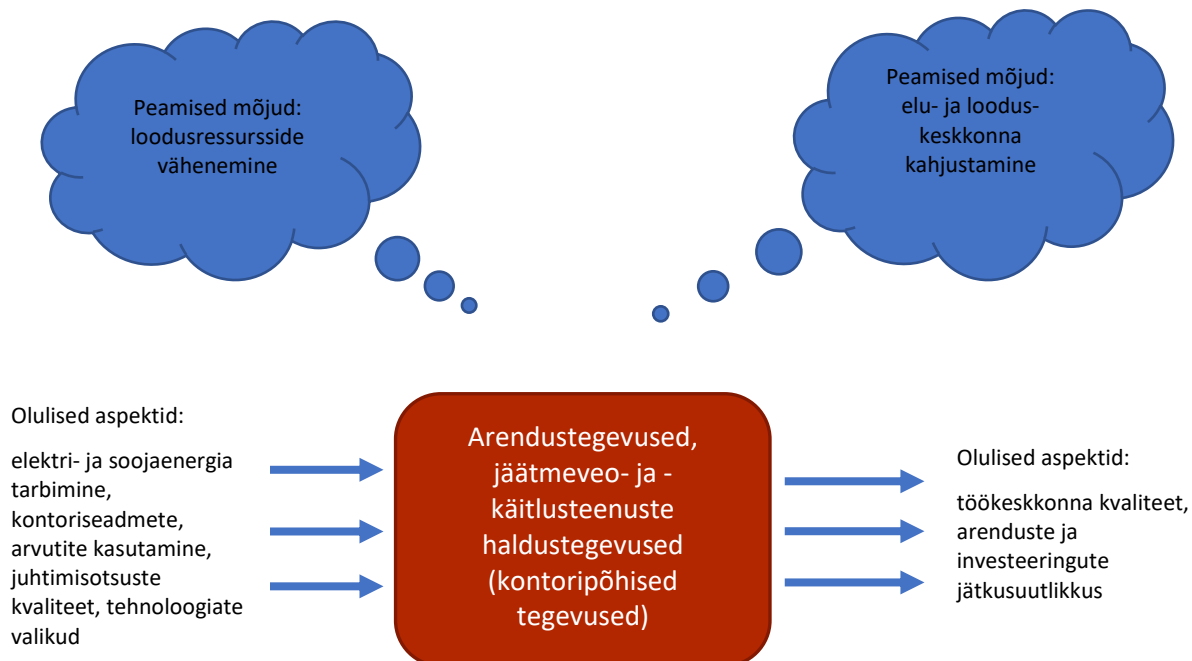 Peamised mõjud:
loodusressursside
vähenemine
Peamised mõjud:
elu- ja loodus-
keskkonna
kahjustamine
Olulised aspektid:
elektri- ja soojaenergia
tarbimine,
kontoriseadmete,
arvutite kasutamine,
juhtimisotsuste
kvaliteet, tehnoloogiate
valikud
Arendustegevused,
jäätmeveo- ja -
käitlusteenuste
haldustegevused
(kontoripõhised
tegevused)
Olulised aspektid:
töökeskkonna kvaliteet,
arenduste ja
investeeringute
jätkusuutlikkus